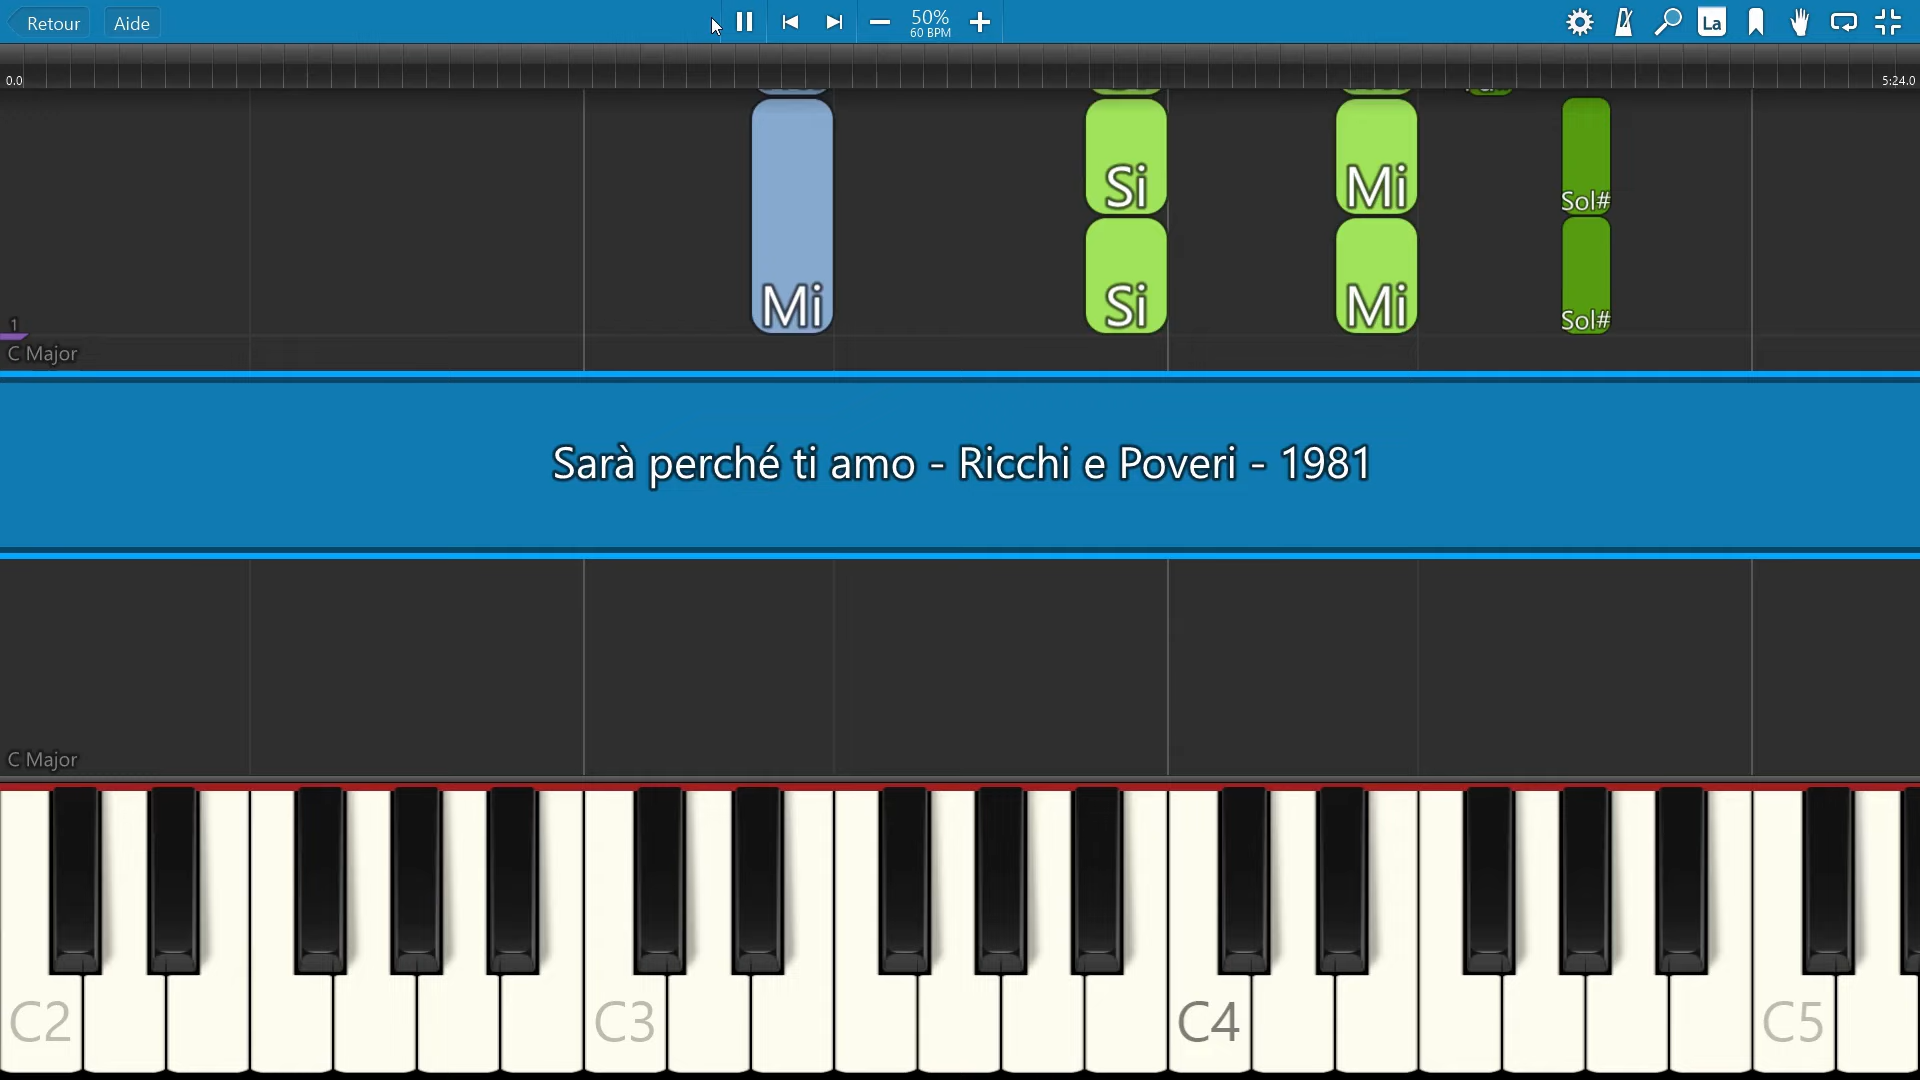 Retour
Aide
50%
60 BPM
La
0.0
5:24.0
Si
Mi
Sol#
Mi
Si
Mi
Sol#
1
C Major
Sarà perché ti amo - Ricchi e Poveri - 1981
C Major
C2
C3
C4
C5